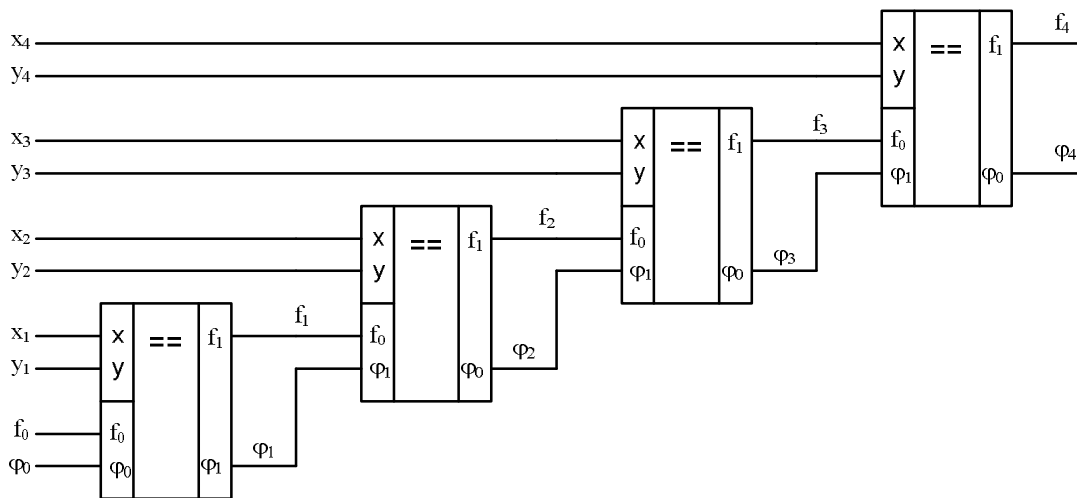 x₄ x == f₁ f₄
y₄ y
x₃ x == f₁ f₃ f₀ φ₄
y₃ y φ₁ φ₀
x₂ x == f₁ f₂ f₀
y₂ y φ₁ φ₀ φ₃
x₁ x == f₁ f₁ f₀
y₁ y φ₁ φ₀ φ₂
f₀ f₀
φ₀ φ₀ φ₁ φ₁